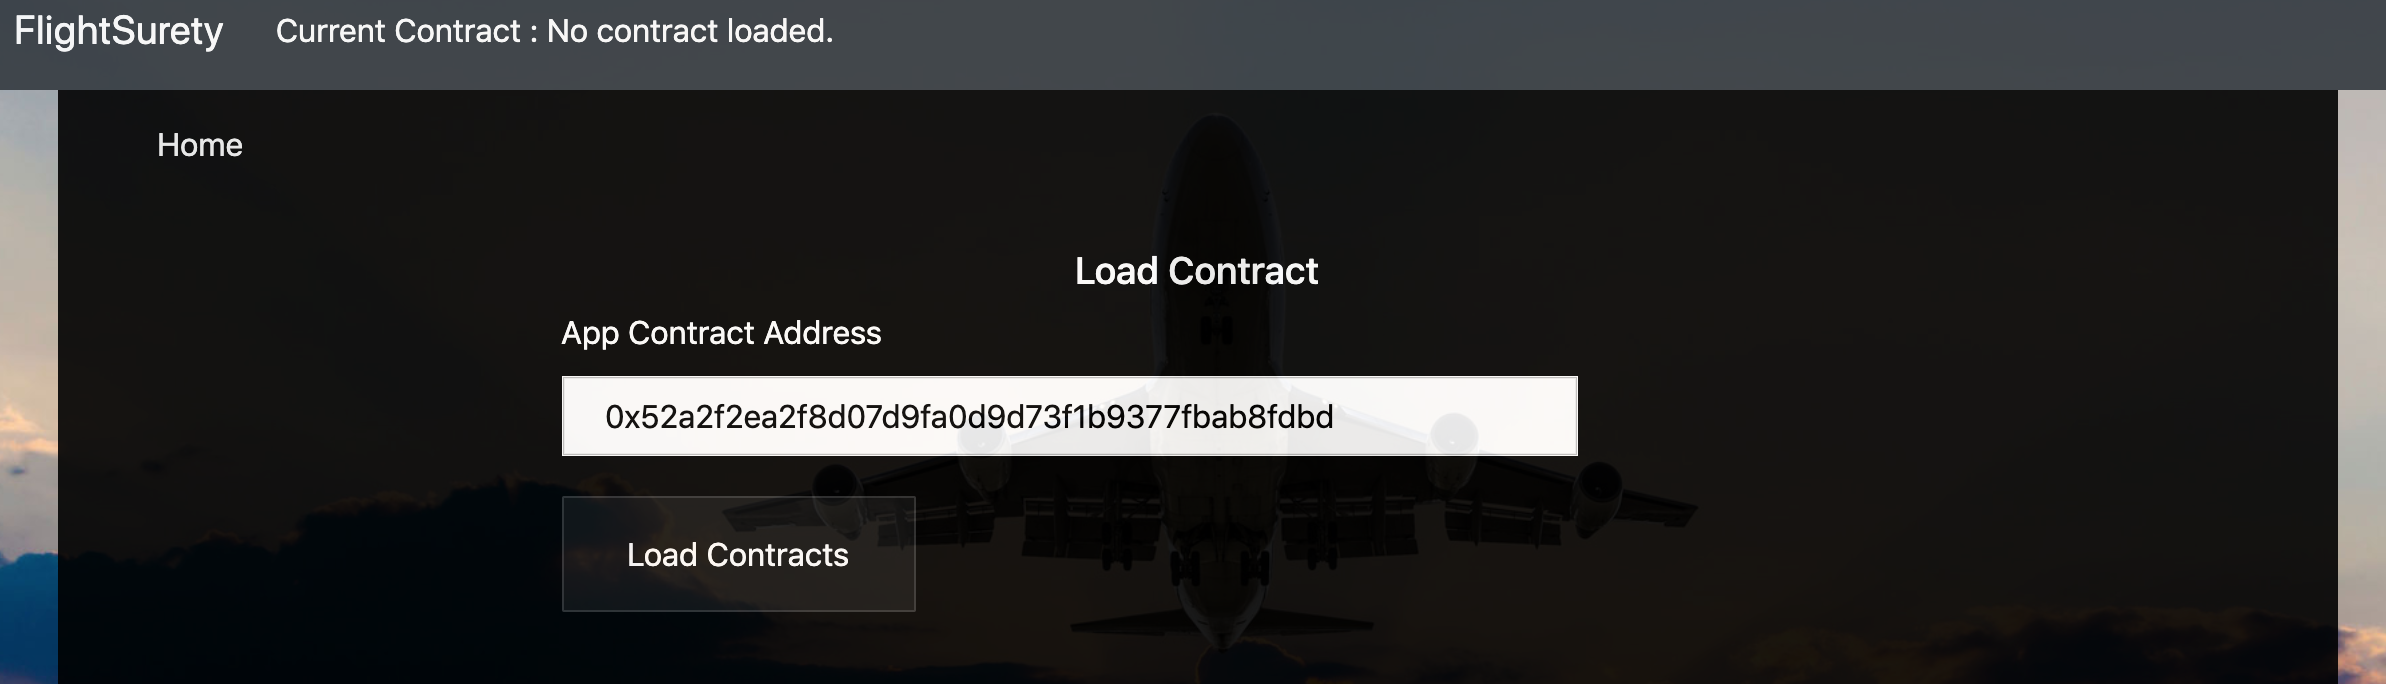 FlightSurety Current Contract : No contract loaded.
Home
Load Contract
App Contract Address
0x52a2f2ea2f8d07d9fa0d9d73f1b9377fbab8fdbd
Load Contracts